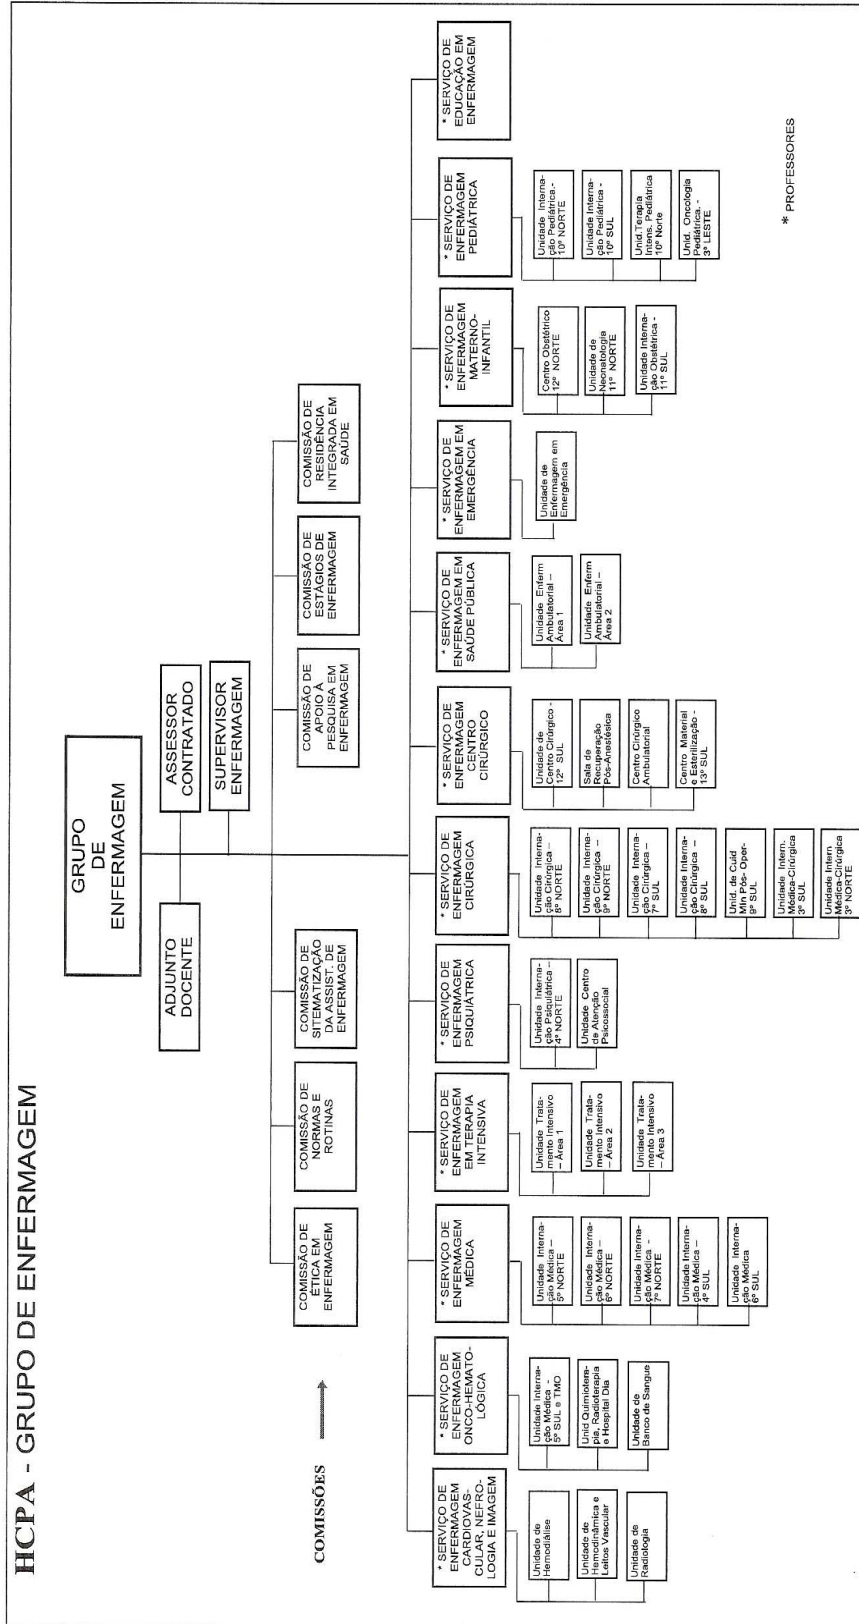 HCPA - GRUPO DE ENFERMAGEM
GRUPO
DE
ENFERMAGEM
ADJUNTO
DOCENTE
ASSESSOR
CONTRATADO
SUPERVISOR
ENFERMAGEM
COMISSÕES
COMISSÃO DE
ÉTICA EM
ENFERMAGEM
COMISSÃO DE
NORMAS E
ROTINAS
COMISSÃO DE
SITEMATIZAÇÃO
DA ASSIST. DE
ENFERMAGEM
COMISSÃO DE
APOIO À
PESQUISA EM
ENFERMAGEM
COMISSÃO DE
ESTÁGIOS DE
ENFERMAGEM
COMISSÃO DE
RESIDÊNCIA
INTEGRADA EM
SAÚDE
* SERVIÇO DE
ENFERMAGEM
CARDIOVAS-
CULAR, NEFRO-
LOGIA E IMAGEM
Unidade de
Hemodiálise
Unidade de
Hemodinâmica e
Leitos Vascular
Unidade de
Radiologia
* SERVIÇO DE
ENFERMAGEM
ONCO-HEMATO-
LÓGICA
Unidade Interna-
ção Médica -
5º SUL e TMO
Unid Quimiotera-
pia, Radioterapia
e Hospital Dia
Unidade de
Banco de Sangue
* SERVIÇO DE
ENFERMAGEM
MÉDICA
Unidade Interna-
ção Médica –
5º NORTE
Unidade Interna-
ção Médica –
6º NORTE
Unidade Interna-
ção Médica -
7º NORTE
Unidade Interna-
ção Médica –
4º SUL
Unidade Interna-
ção Médica
6º SUL
* SERVIÇO DE
ENFERMAGEM
EM TERAPIA
INTENSIVA
Unidade Trata-
mento Intensivo
– Área 1
Unidade Trata-
mento Intensivo
– Área 2
Unidade Trata-
mento Intensivo
– Área 3
* SERVIÇO DE
ENFERMAGEM
PSIQUIÁTRICA
Unidade Interna-
ção Psiquiátrica –
4º NORTE
Unidade Centro
de Atenção
Psicossocial
* SERVIÇO DE
ENFERMAGEM
CIRÚRGICA
Unidade Interna-
ção Cirúrgica –
8º NORTE
Unidade Interna-
ção Cirúrgica –
9º NORTE
Unidade Interna-
ção Cirúrgica –
7º SUL
Unidade Interna-
ção Cirúrgica –
8º SUL
Unid. de Cuid
Min Pós- Oper-
9º SUL
Unidade Intern.
Médica-Cirúrgica
3º SUL
Unidade Intern
Médica-Cirúrgica
3º NORTE
* SERVIÇO DE
ENFERMAGEM
CENTRO
CIRÚRGICO
Unidade de
Centro Cirúrgico -
12º SUL
Sala de
Recuperação
Pós-Anestésica
Centro Cirúrgico
Ambulatorial
Centro Material
e Esterilização -
13º SUL
* SERVIÇO DE
ENFERMAGEM EM
SAÚDE PÚBLICA
Unidade Enferm
Ambulatorial –
Área 1
Unidade Enferm
Ambulatorial –
Área 2
* SERVIÇO DE
ENFERMAGEM EM
EMERGÊNCIA
Unidade de
Enfermagem em
Emergência
* SERVIÇO DE
ENFERMAGEM
MATERNO-
INFANTIL
Centro Obstétrico
12º NORTE
Unidade de
Neonatologia
11º NORTE
Unidade Interna-
ção Obstétrica -
11º SUL
* SERVIÇO DE
ENFERMAGEM
PEDIÁTRICA
Unidade Interna-
ção Pediátrica.-
10º NORTE
Unidade Interna-
ção Pediátrica -
10º SUL
Unid.Terapia
Intens. Pediátrica
10º Norte
Unid. Oncologia
Pediátrica. -
3º LESTE
* SERVIÇO DE
EDUCAÇÃO EM
ENFERMAGEM
* PROFESSORES